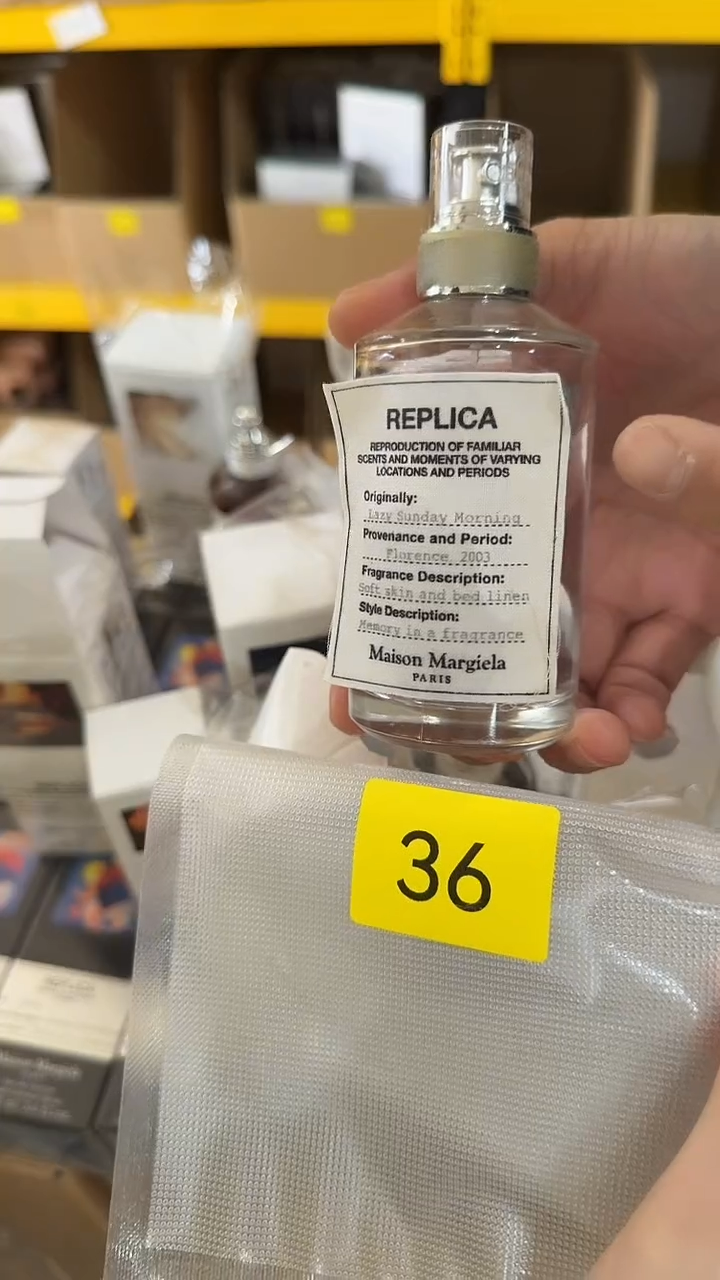 REPLICA
REPRODUCTION OF FAMILIAR
SCENTS AND MOMENTS OF VARYING
LOCATIONS AND PERIODS
Originally:
Lazy Sunday Morning
Provenance and Period:
Florence, 2003
Fragrance Description:
Soft skin and bed linen
Style Description:
Memory in a fragrance
Maison Margiela
PARIS
36